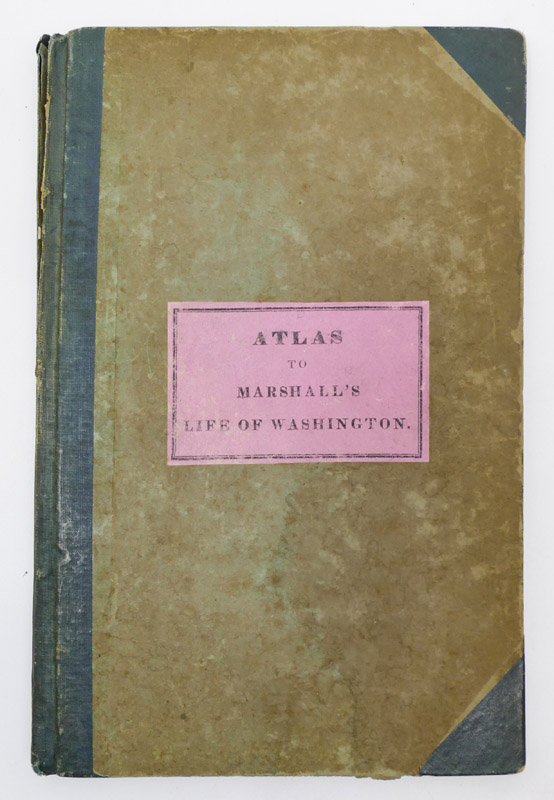 ATLAS
TO
MARSHALL'S
LIFE OF WASHINGTON.